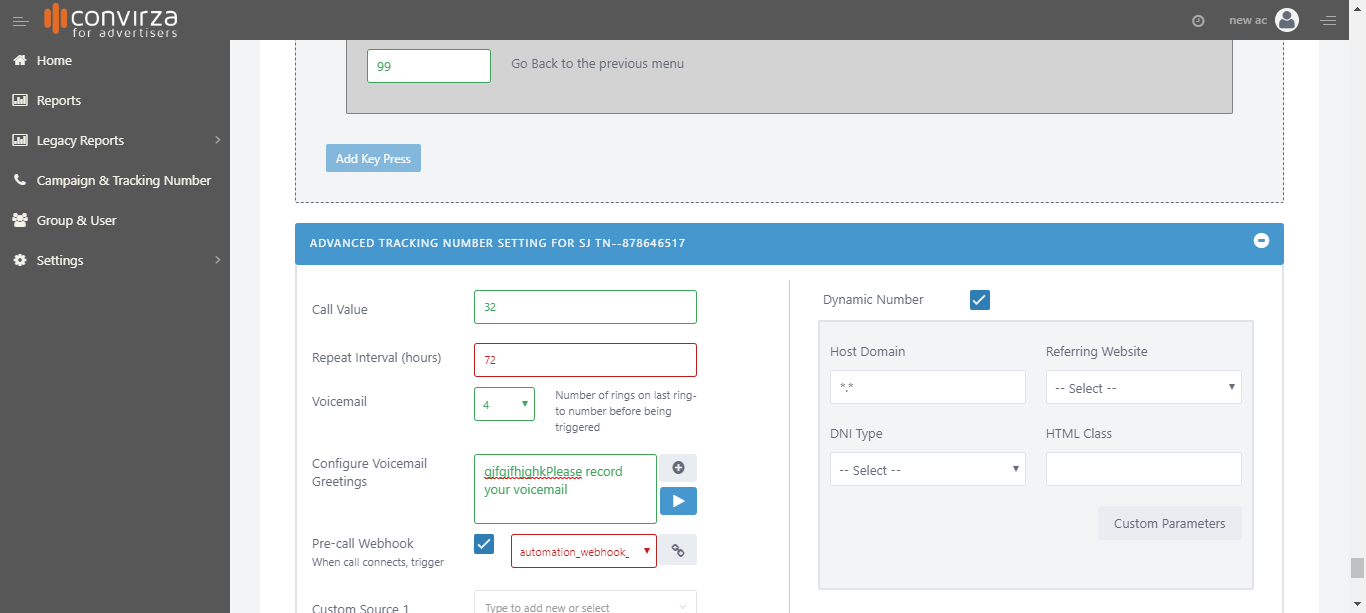 convirza
for advertisers
new ac
Home
Reports
Legacy Reports
Campaign & Tracking Number
Group & User
Settings
99
Go Back to the previous menu
Add Key Press
ADVANCED TRACKING NUMBER SETTING FOR SJ TN--878646517
Call Value
32
Repeat Interval (hours)
72
Voicemail
4
Number of rings on last ring-
to number before being
triggered
Configure Voicemail
Greetings
gjfgjfhjghkPlease record
your voicemail
Pre-call Webhook
When call connects, trigger
automation_webhook_
Custom Source 1
Type to add new or select
Dynamic Number
Host Domain
*.*
Referring Website
-- Select --
DNI Type
-- Select --
HTML Class
Custom Parameters